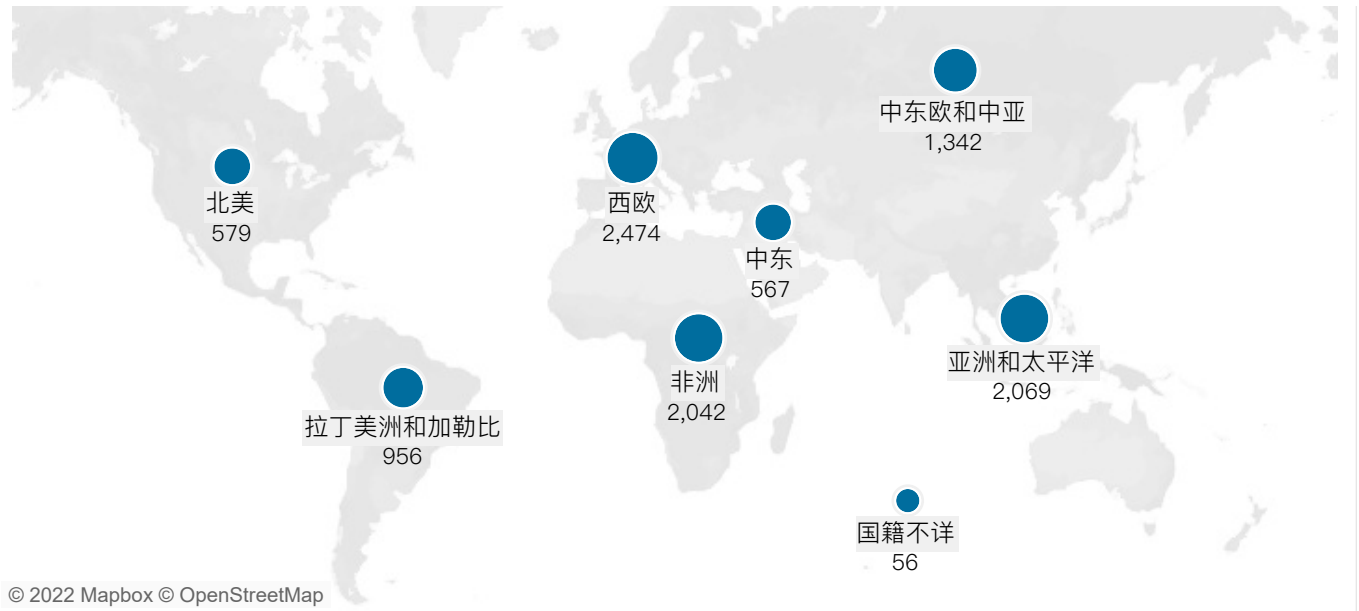 中东欧和中亚
1,342
北美
579
西欧
2,474
中东
567
亚洲和太平洋
2,069
非洲
2,042
拉丁美洲和加勒比
956
国籍不详
56
© 2022 Mapbox © OpenStreetMap